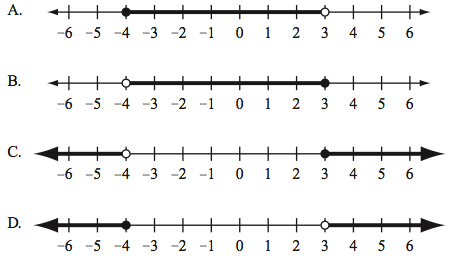 A.
–6 –5 –4 –3 –2 –1 0 1 2 3 4 5 6
B.
–6 –5 –4 –3 –2 –1 0 1 2 3 4 5 6
C.
–6 –5 –4 –3 –2 –1 0 1 2 3 4 5 6
D.
–6 –5 –4 –3 –2 –1 0 1 2 3 4 5 6